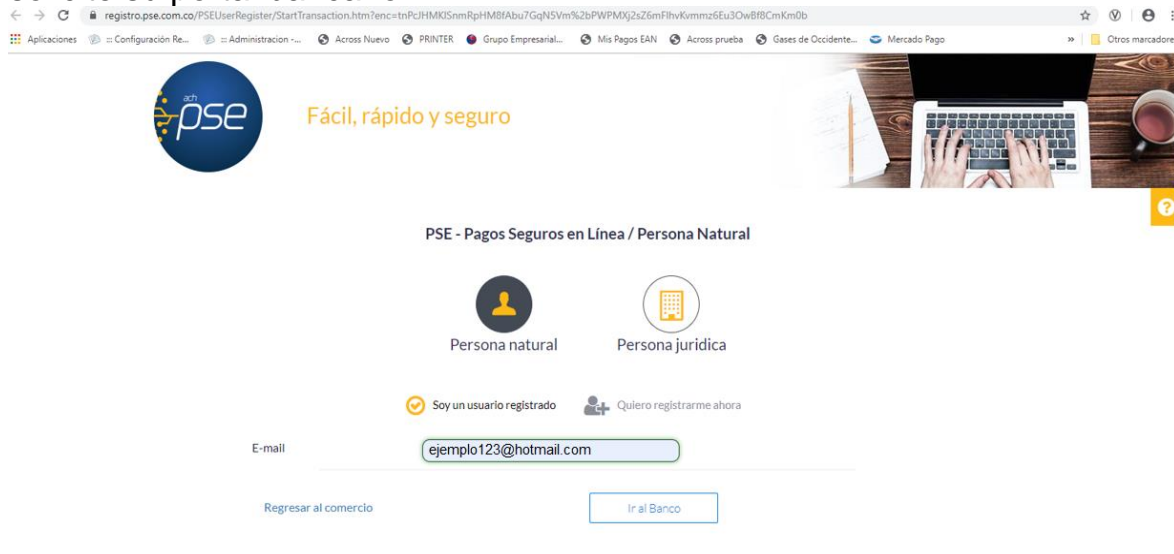 registro.pse.com.co/PSEUserRegister/StartTransaction.htm?enc=tnPcJHMKISnmRpHM8fAbu7GqN5Vm%2bPWPMXj2sZ6mFlhvKvmmz6Eu3OwBf8CmKm0b
Aplicaciones :: Configuración Re... :: Administracion -... Across Nuevo PRINTER Grupo Empresarial... Mis Pagos EAN Across prueba Gases de Occidente... Mercado Pago » Otros marcadore
ach
pse
Fácil, rápido y seguro
?
PSE - Pagos Seguros en Línea / Persona Natural
Persona natural Persona juridica
Soy un usuario registrado Quiero registrarme ahora
E-mail ejemplo123@hotmail.com
Regresar al comercio Ir al Banco